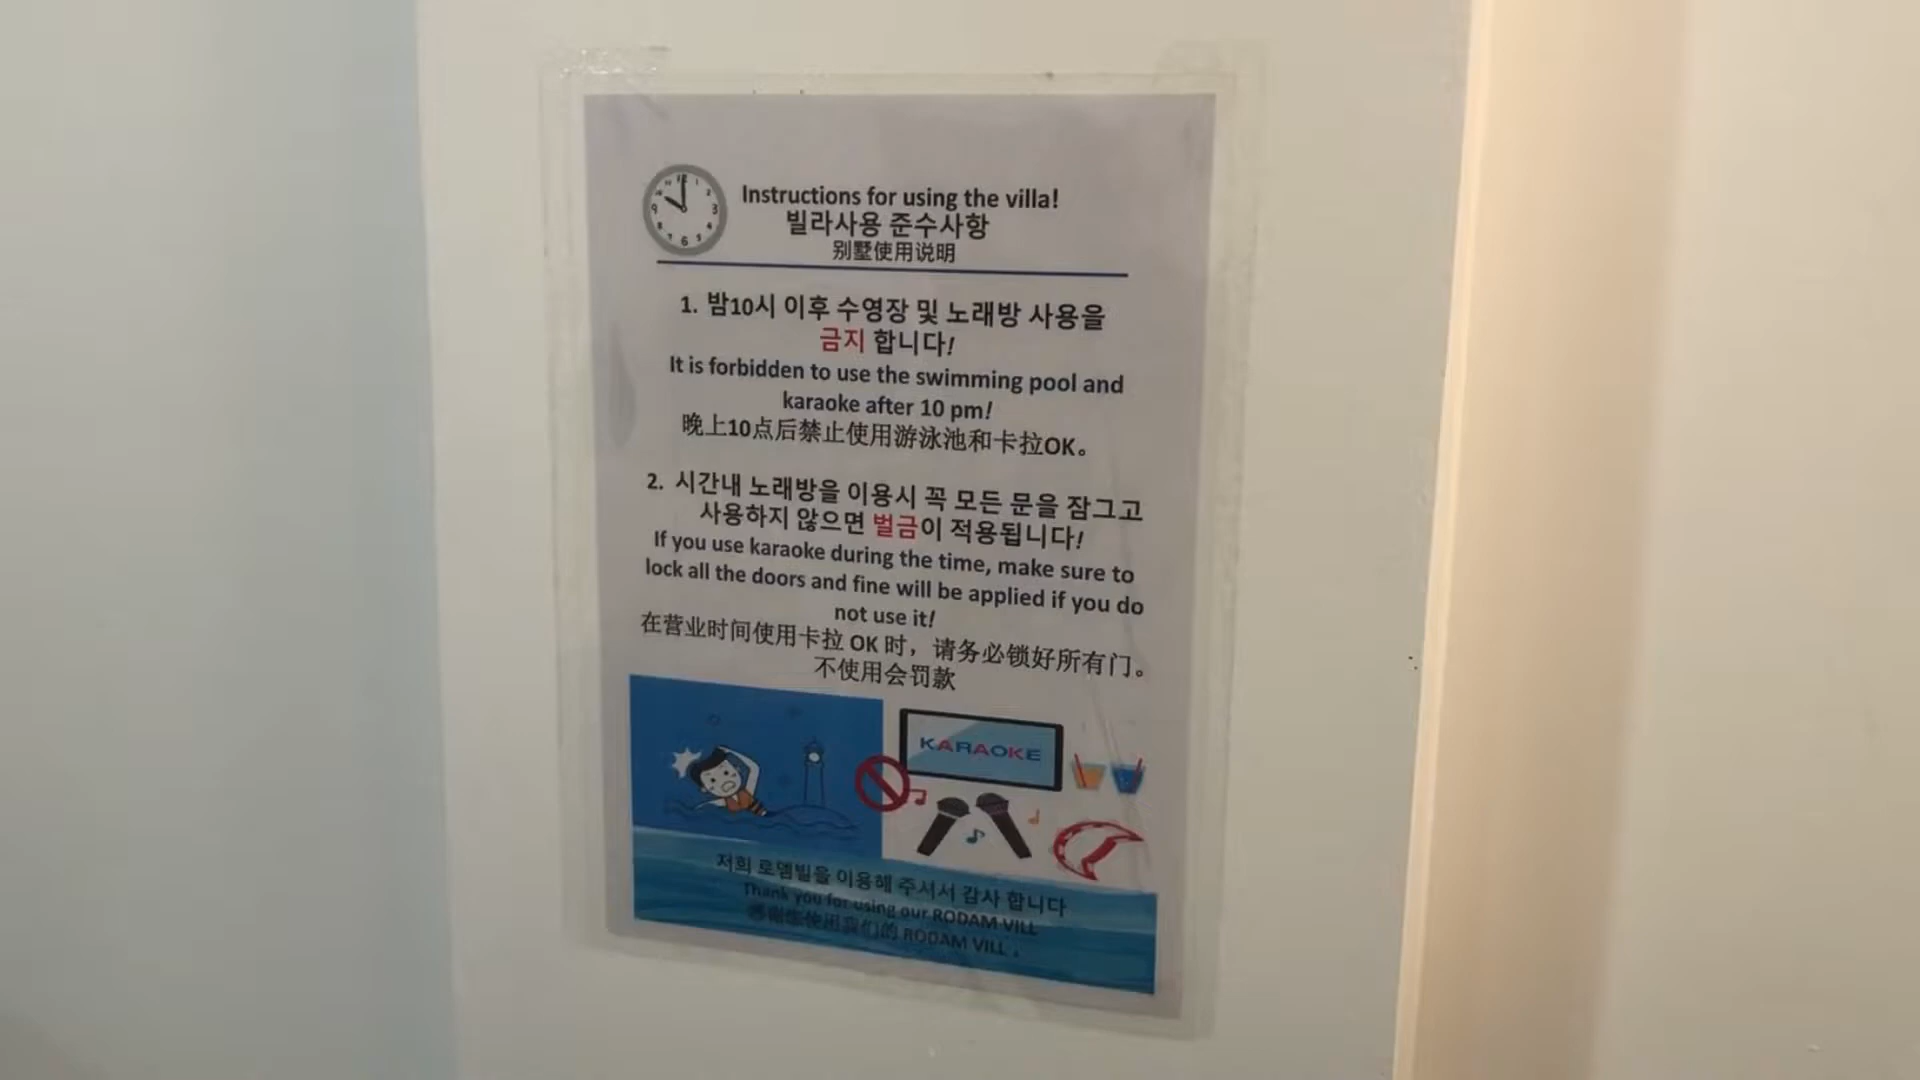 Instructions for using the villa!
빌라사용 준수사항
别墅使用说明
1. 밤10시 이후 수영장 및 노래방 사용을
금지 합니다!
It is forbidden to use the swimming pool and
karaoke after 10 pm!
晚上10点后禁止使用游泳池和卡拉OK。
2. 시간내 노래방을 이용시 꼭 모든 문을 잠그고
사용하지 않으면 벌금이 적용됩니다!
If you use karaoke during the time, make sure to
lock all the doors and fine will be applied if you do
not use it!
在营业时间使用卡拉 OK 时，请务必锁好所有门。
不使用会罚款
KARAOKE
저희 로뎀빌을 이용해 주셔서 감사 합니다
Thank you for using our RODAM VILL
感谢您使用我们的 RODAM VILL 。